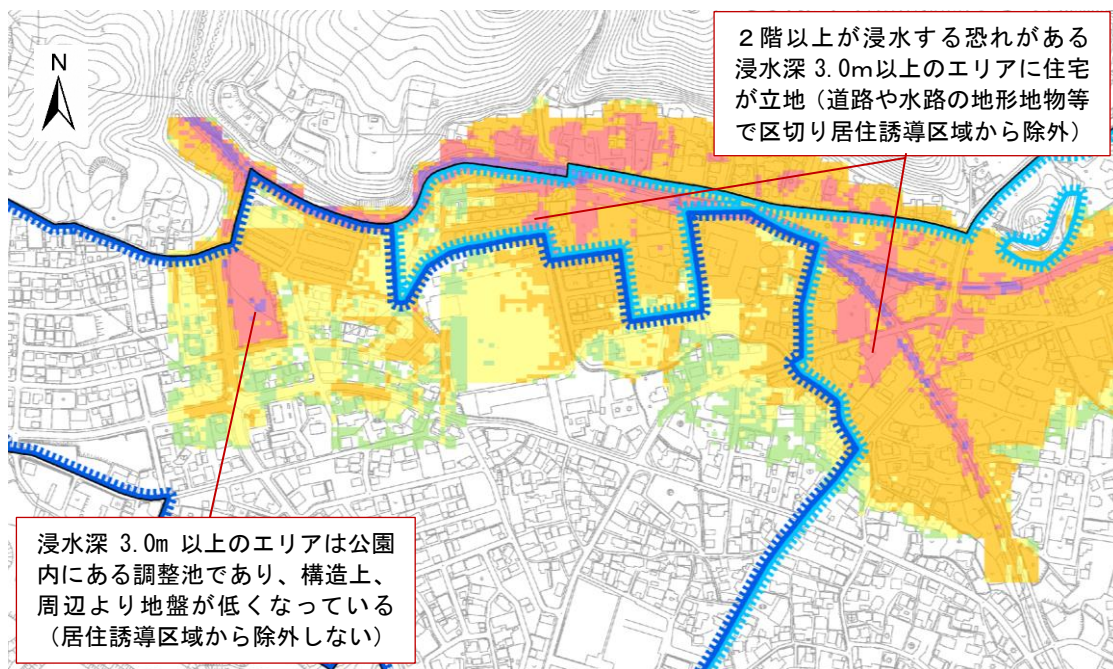 N
２階以上が浸水する恐れがある
浸水深 3.0m以上のエリアに住宅
が立地（道路や水路の地形地物等
で区切り居住誘導区域から除外）
浸水深 3.0m 以上のエリアは公園
内にある調整池であり、構造上、
周辺より地盤が低くなっている
（居住誘導区域から除外しない）